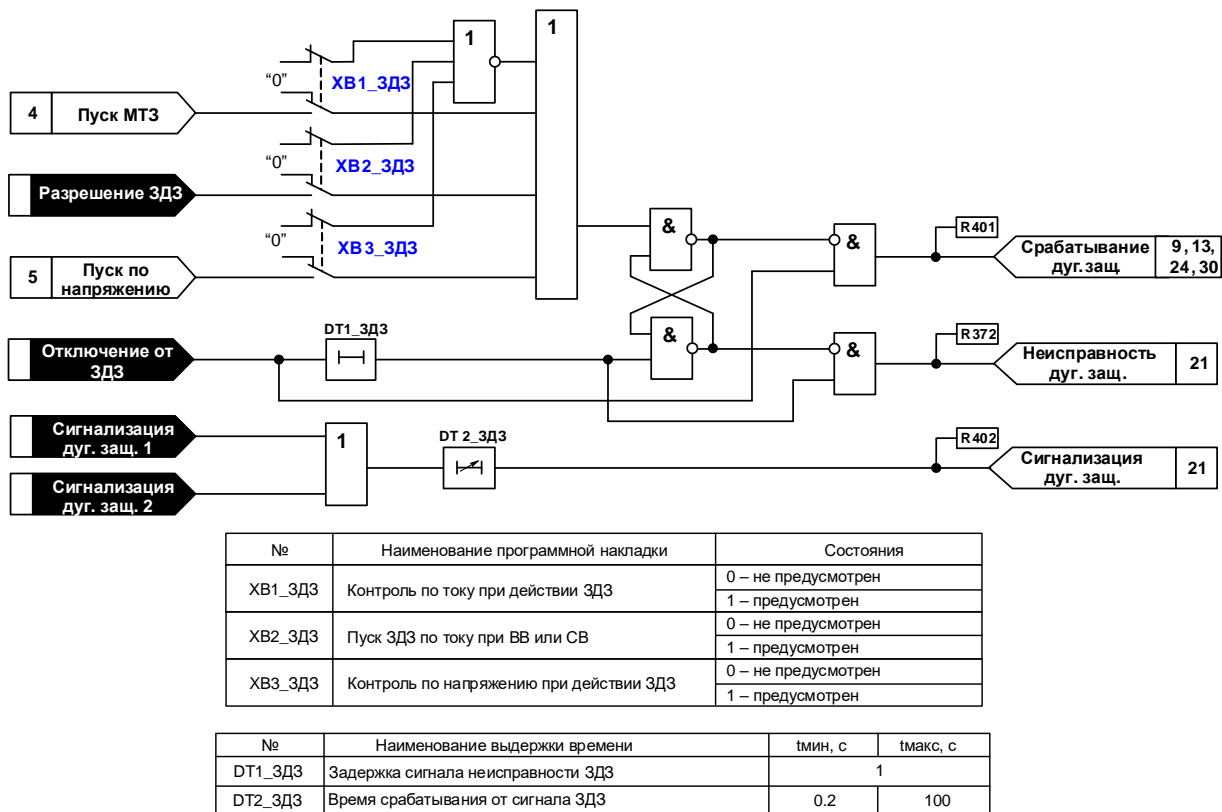 1
1
"0"
ХВ1_ЗДЗ
4 Пуск МТЗ
"0"
ХВ2_ЗДЗ
Разрешение ЗДЗ
"0"
ХВ3_ЗДЗ
5 Пуск по
напряжению
&
&
R401
Срабатывание
дуг.защ.
9, 13,
24, 30
DT1_ЗДЗ
Отключение от
ЗДЗ
&
&
R372
Неисправность
дуг. защ.
21
Сигнализация
дуг. защ. 1
1
DT 2_ЗДЗ
R402
Сигнализация
дуг. защ.
21
Сигнализация
дуг. защ. 2
№ Наименование программной накладки Состояния
ХВ1_ЗДЗ Контроль по току при действии ЗДЗ 0 – не предусмотрен
1 – предусмотрен
ХВ2_ЗДЗ Пуск ЗДЗ по току при ВВ или СВ 0 – не предусмотрен
1 – предусмотрен
ХВ3_ЗДЗ Контроль по напряжению при действии ЗДЗ 0 – не предусмотрен
1 – предусмотрен
№ Наименование выдержки времени tмин, с tмакс, с
DT1_ЗДЗ Задержка сигнала неисправности ЗДЗ 1
DT2_ЗДЗ Время срабатывания от сигнала ЗДЗ 0.2 100